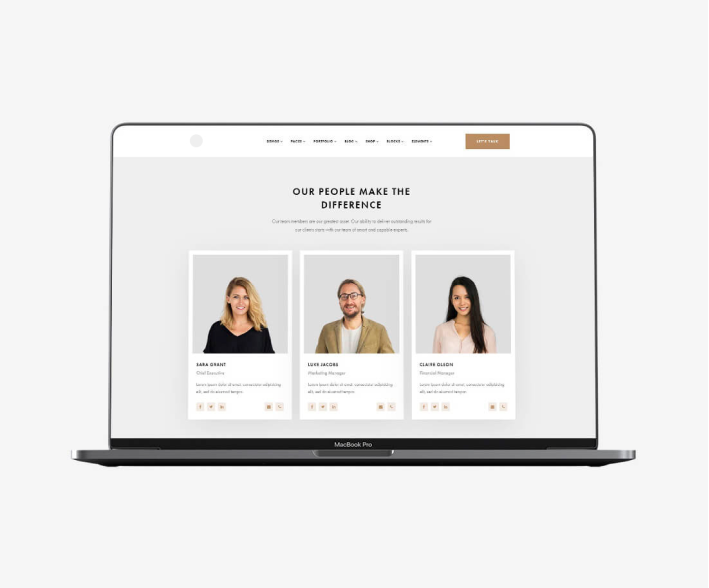 DEMOS PAGES PORTFOLIO BLOG SHOP BLOCKS ELEMENTS LET'S TALK
OUR PEOPLE MAKE THE
DIFFERENCE
Our team members are our greatest asset. Our ability to deliver outstanding results for
our clients starts with our team of smart and capable experts.
SARA GRANT
Chief Executive
Lorem ipsum dolor sit amet, consectetur adipisicing
elit, sed do eiusmod tempor.
LUKE JACOBS
Marketing Manager
Lorem ipsum dolor sit amet, consectetur adipisicing
elit, sed do eiusmod tempor.
CLAIRE OLSON
Financial Manager
Lorem ipsum dolor sit amet, consectetur adipisicing
elit, sed do eiusmod tempor.
MacBook Pro